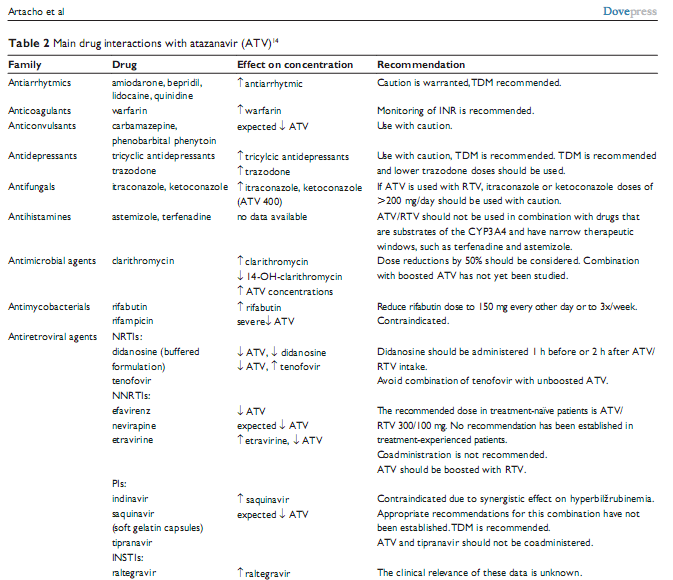 Artacho et al Dovepress
Table 2 Main drug interactions with atazanavir (ATV)14
Family Drug Effect on concentration Recommendation
Antiarrhytmics amiodarone, bepridil, ↑antiarrhytmic Caution is warranted, TDM recommended.
lidocaine, quinidine
Anticoagulants warfarin ↑warfarin Monitoring of INR is recommended.
Anticonvulsants carbamazepine, expected ↓ ATV Use with caution.
phenobarbital phenytoin
Antidepressants tricyclic antidepressants ↑tricylcic antidepressants Use with caution, TDM is recommended. TDM is recommended
trazodone ↑trazodone and lower trazodone doses should be used.
Antifungals itraconazole, ketoconazole ↑itraconazole, ketoconazole If ATV is used with RTV, itraconazole or ketoconazole doses of
(ATV 400) >200 mg/day should be used with caution.
Antihistamines astemizole, terfenadine no data available ATV/RTV should not be used in combination with drugs that
are substrates of the CYP3A4 and have narrow therapeutic
windows, such as terfenadine and astemizole.
Antimicrobial agents clarithromycin ↑clarithromycin Dose reductions by 50% should be considered. Combination
↓ 14-OH-clarithromycin with boosted ATV has not yet been studied.
↑ ATV concentrations
Antimycobacterials rifabutin ↑ rifabutin Reduce rifabutin dose to 150 mg every other day or to 3x/week.
rifampicin severe↓ ATV Contraindicated.
Antiretroviral agents NRTIs:
didanosine (buffered ↓ ATV, ↓ didanosine Didanosine should be administered 1 h before or 2 h after ATV/
formulation) ↓ ATV, ↑ tenofovir RTV intake.
tenofovir Avoid combination of tenofovir with unboosted ATV.
NNRTIs:
efavirenz ↓ ATV The recommended dose in treatment-naïve patients is ATV/
nevirapine expected ↓ ATV RTV 300/100 mg. No recommendation has been established in
etravirine ↑etravirine, ↓ ATV treatment-experienced patients.
Coadministration is not recommended.
ATV should be boosted with RTV.
PIs:
indinavir ↑ saquinavir Contraindicated due to synergistic effect on hyperbilžrubinemia.
saquinavir expected ↓ ATV Appropriate recommendations for this combination have not
(soft gelatin capsules) been established. TDM is recommended.
tipranavir ATV and tipranavir should not be coadministered.
INSTIs:
raltegravir ↑raltegravir The clinical relevance of these data is unknown.